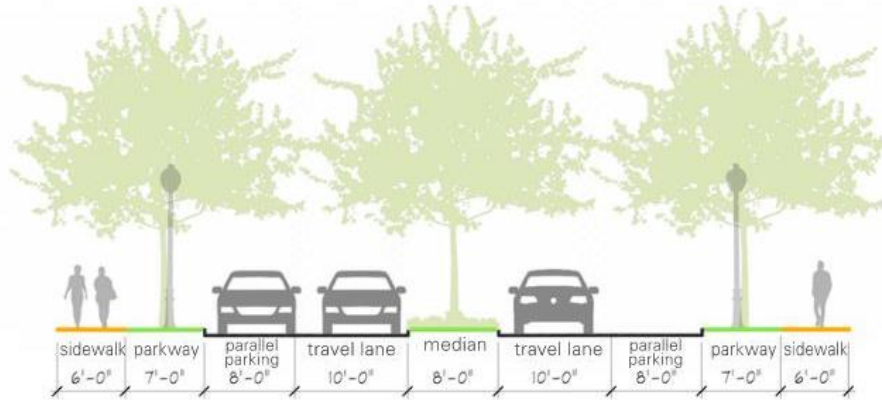 sidewalk
6'-0"
parkway
7'-0"
parallel
parking
8'-0"
travel lane
10'-0"
median
8'-0"
travel lane
10'-0"
parallel
parking
8'-0"
parkway
7'-0"
sidewalk
6'-0"